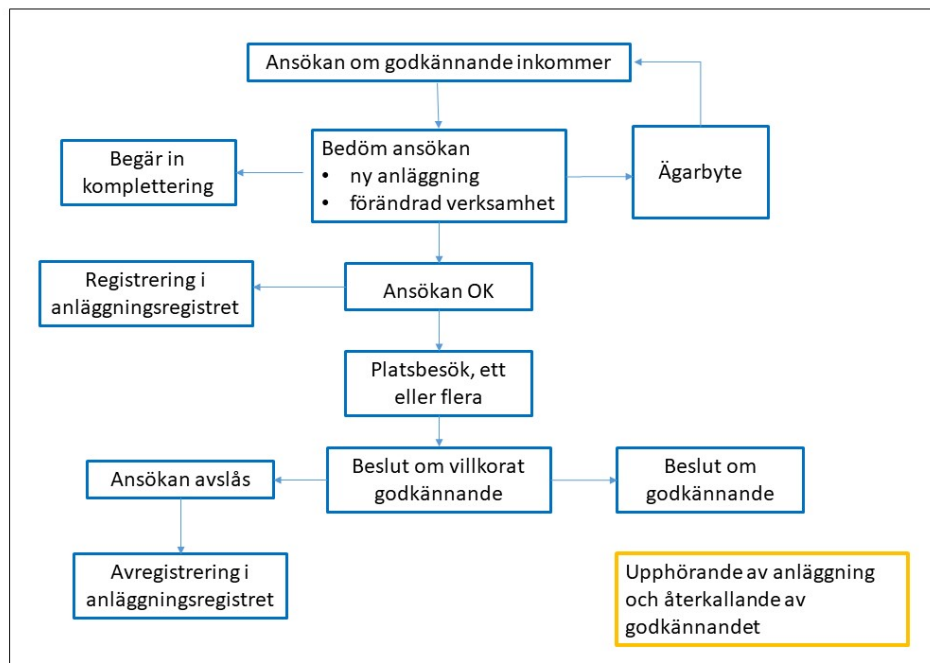 Ansökan om godkännande inkommer
Begär in
komplettering
Bedöm ansökan
• ny anläggning
• förändrad verksamhet
Ägarbyte
Registrering i
anläggningsregistret
Ansökan OK
Platsbesök, ett
eller flera
Ansökan avslås
Beslut om villkorat
godkännande
Beslut om
godkännande
Avregistrering i
anläggningsregistret
Upphörande av anläggning
och återkallande av
godkännandet